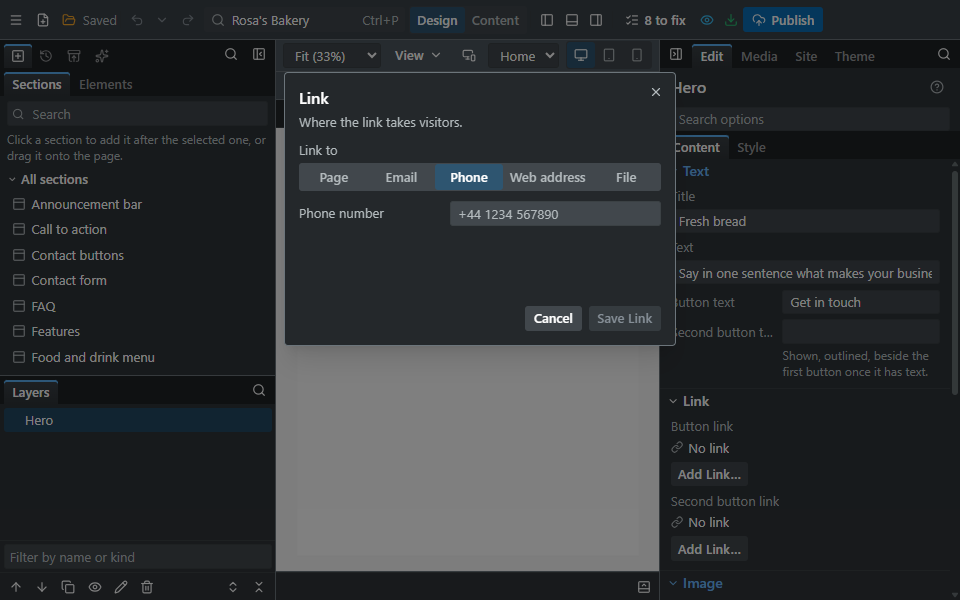 Saved
Rosa's Bakery
Ctrl+P
Design
Content
8 to fix
Publish
Fit (33%)
View
Home
Edit
Media
Site
Theme
Sections
Elements
Search
Click a section to add it after the selected one, or
drag it onto the page.
All sections
Announcement bar
Call to action
Contact buttons
Contact form
FAQ
Features
Food and drink menu
Layers
Hero
Filter by name or kind
Link
Where the link takes visitors.
Link to
Page
Email
Phone
Web address
File
Phone number
+44 1234 567890
Cancel
Save Link
Hero
Search options
Content
Style
Text
Title
Fresh bread
Text
Say in one sentence what makes your busine
Button text
Get in touch
Second button t...
Shown, outlined, beside the
first button once it has text.
Link
Button link
No link
Add Link...
Second button link
No link
Add Link...
Image